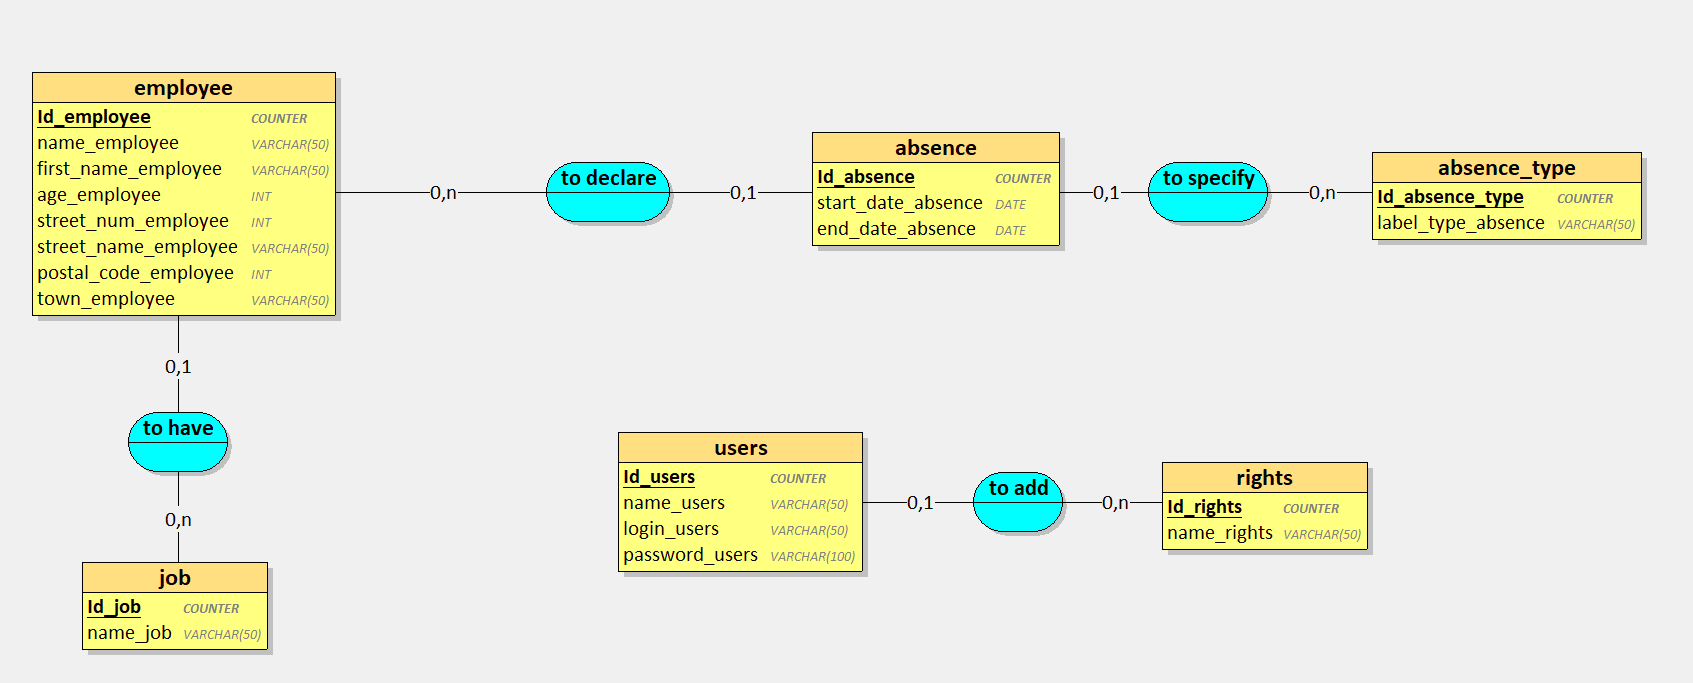 employee
Id_employee COUNTER
name_employee VARCHAR(50)
first_name_employee VARCHAR(50)
age_employee INT
street_num_employee INT
street_name_employee VARCHAR(50)
postal_code_employee INT
town_employee VARCHAR(50)
0,n
to declare
0,1
absence
Id_absence COUNTER
start_date_absence DATE
end_date_absence DATE
0,1
to specify
0,n
absence_type
Id_absence_type COUNTER
label_type_absence VARCHAR(50)
0,1
to have
0,n
job
Id_job COUNTER
name_job VARCHAR(50)
users
Id_users COUNTER
name_users VARCHAR(50)
login_users VARCHAR(50)
password_users VARCHAR(100)
0,1
to add
0,n
rights
Id_rights COUNTER
name_rights VARCHAR(50)